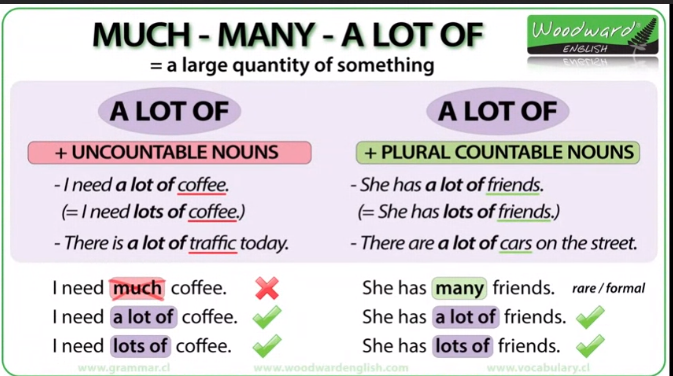 MUCH - MANY - A LOT OF
= a large quantity of something
Woodward®
ENGLISH
A LOT OF
+ UNCOUNTABLE NOUNS
- I need a lot of coffee.
(= I need lots of coffee.)
- There is a lot of traffic today.
A LOT OF
+ PLURAL COUNTABLE NOUNS
- She has a lot of friends.
(= She has lots of friends.)
- There are a lot of cars on the street.
I need much coffee.
I need a lot of coffee.
I need lots of coffee.
She has many friends. rare / formal
She has a lot of friends.
She has lots of friends.
www.grammar.cl www.woodwardenglish.com www.vocabulary.cl